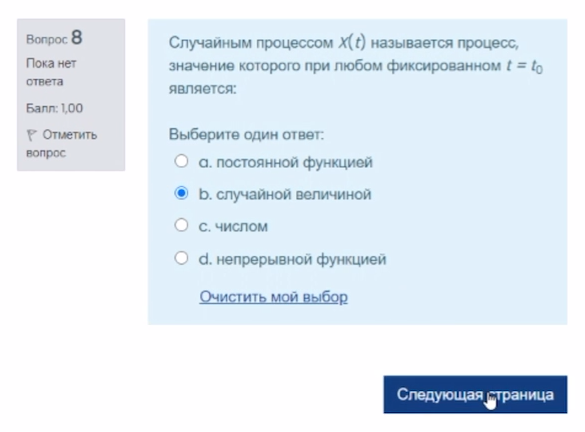 Вопрос 8
Пока нет
ответа
Балл: 1,00
Отметить
вопрос
Случайным процессом X(t) называется процесс,
значение которого при любом фиксированном t = t₀
является:
Выберите один ответ:
a. постоянной функцией
b. случайной величиной
c. числом
d. непрерывной функцией
Очистить мой выбор
Следующая страница